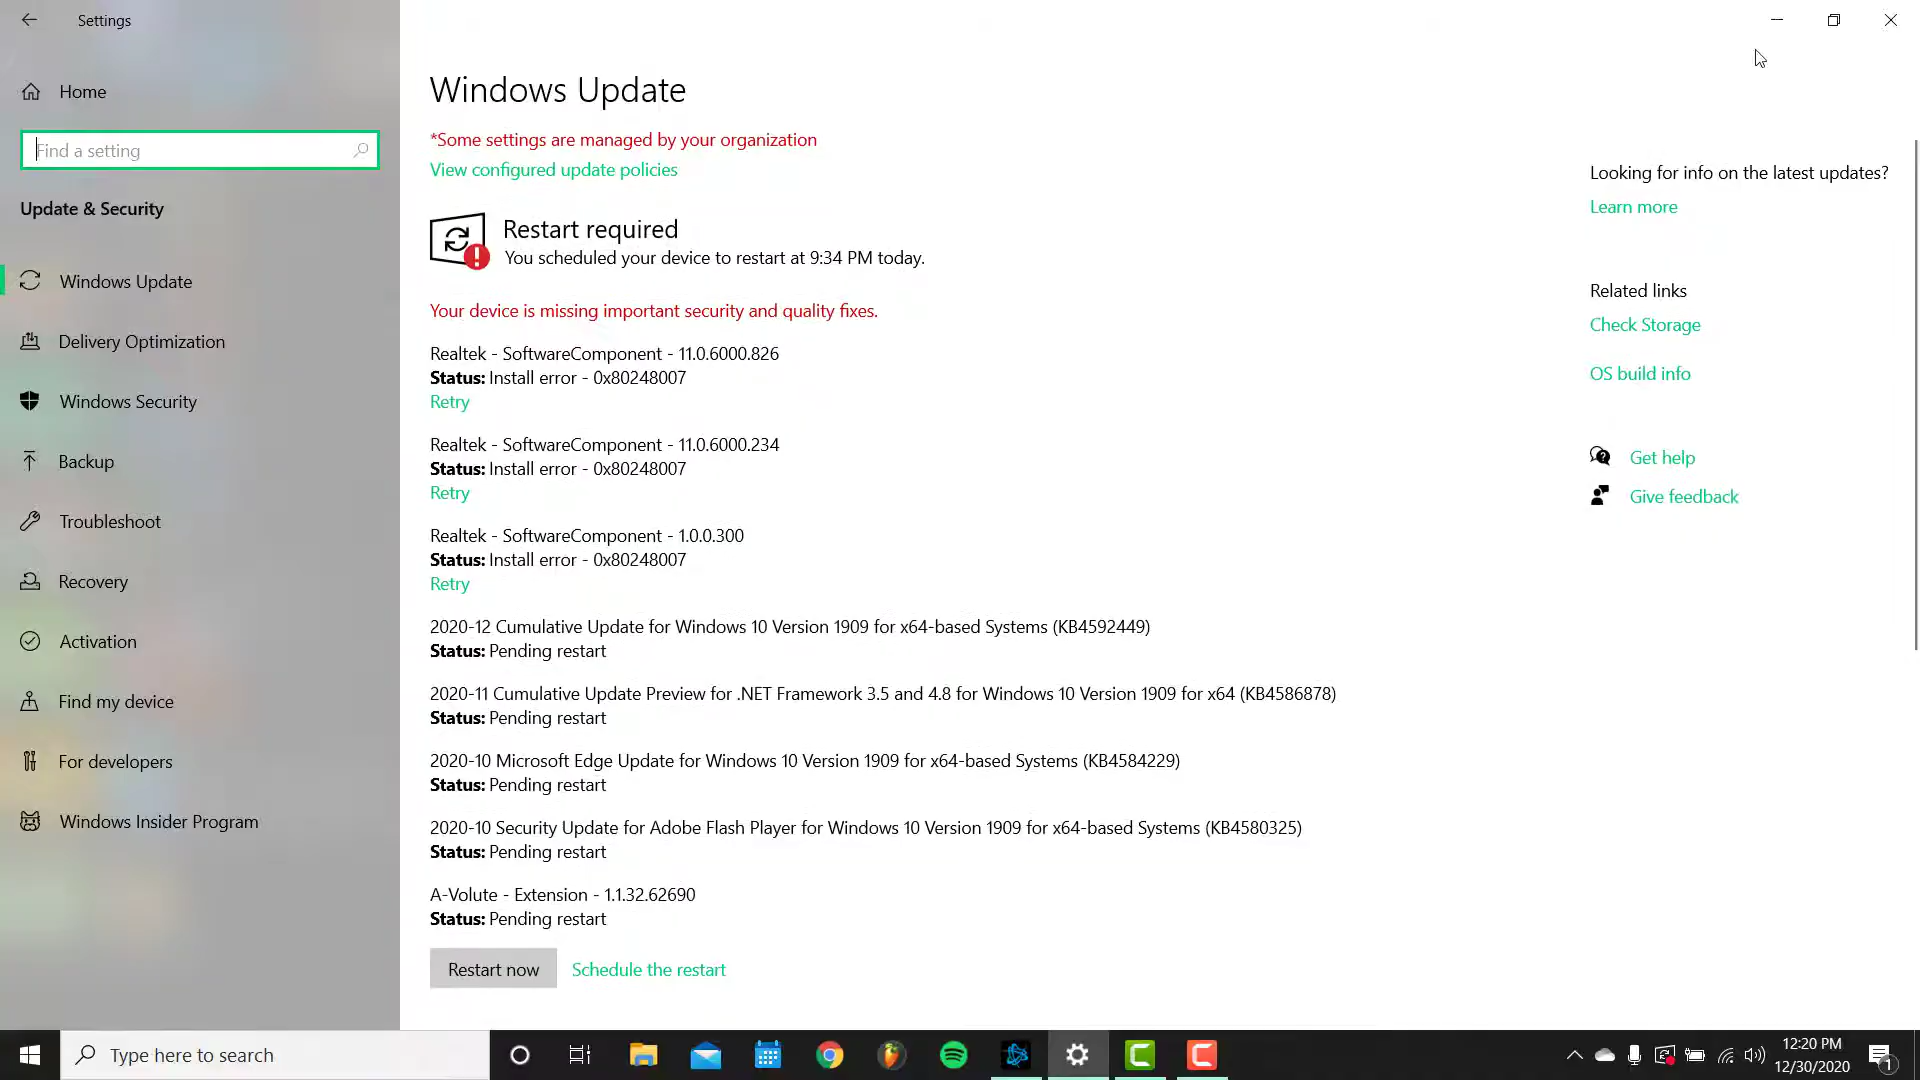 Settings
Home
Find a setting
Update & Security
Windows Update
Delivery Optimization
Windows Security
Backup
Troubleshoot
Recovery
Activation
Find my device
For developers
Windows Insider Program
Windows Update
*Some settings are managed by your organization
View configured update policies
Restart required
You scheduled your device to restart at 9:34 PM today.
Your device is missing important security and quality fixes.
Realtek - SoftwareComponent - 11.0.6000.826
Status: Install error - 0x80248007
Retry
Realtek - SoftwareComponent - 11.0.6000.234
Status: Install error - 0x80248007
Retry
Realtek - SoftwareComponent - 1.0.0.300
Status: Install error - 0x80248007
Retry
2020-12 Cumulative Update for Windows 10 Version 1909 for x64-based Systems (KB4592449)
Status: Pending restart
2020-11 Cumulative Update Preview for .NET Framework 3.5 and 4.8 for Windows 10 Version 1909 for x64 (KB4586878)
Status: Pending restart
2020-10 Microsoft Edge Update for Windows 10 Version 1909 for x64-based Systems (KB4584229)
Status: Pending restart
2020-10 Security Update for Adobe Flash Player for Windows 10 Version 1909 for x64-based Systems (KB4580325)
Status: Pending restart
A-Volute - Extension - 1.1.32.62690
Status: Pending restart
Restart now
Schedule the restart
Looking for info on the latest updates?
Learn more
Related links
Check Storage
OS build info
Get help
Give feedback
Type here to search
12:20 PM
12/30/2020
1